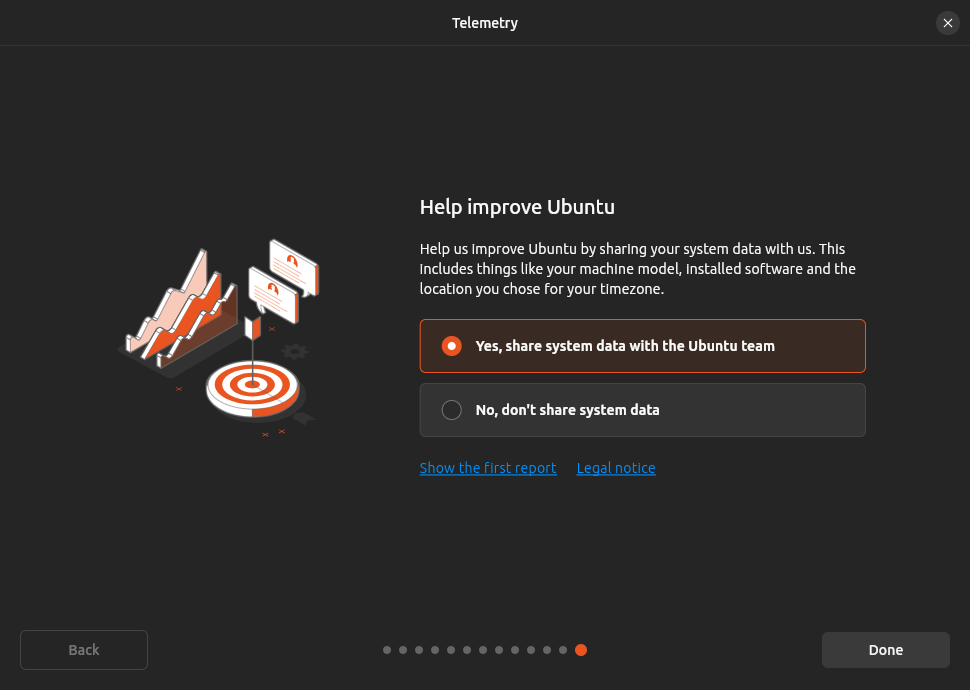 Telemetry
Help improve Ubuntu
Help us improve Ubuntu by sharing your system data with us. This
includes things like your machine model, installed software and the
location you chose for your timezone.
Yes, share system data with the Ubuntu team
No, don't share system data
Show the first report Legal notice
Back
Done